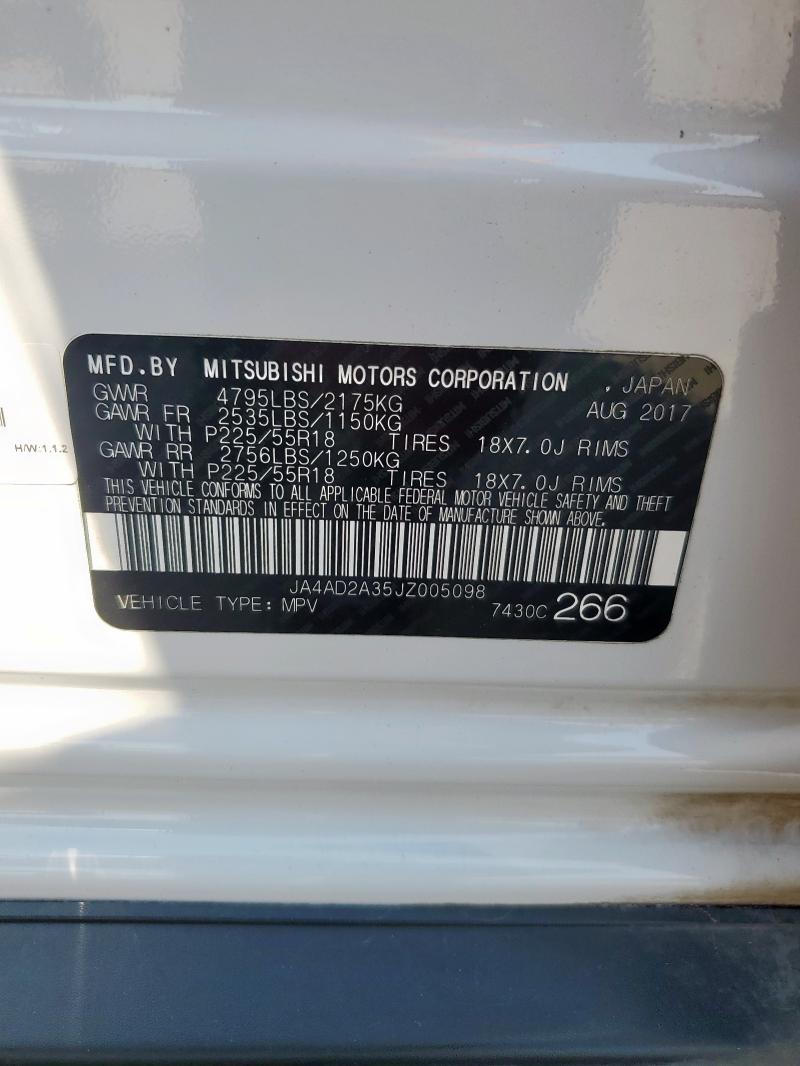 MFD.BY MITSUBISHI MOTORS CORPORATION , JAPAN
GVWR 4795LBS/2175KG AUG 2017
GAWR FR 2535LBS/1150KG
WITH P225/55R18 TIRES 18X7.0J RIMS
GAWR RR 2756LBS/1250KG
WITH P225/55R18 TIRES 18X7.0J RIMS
THIS VEHICLE CONFORMS TO ALL APPLICABLE FEDERAL MOTOR VEHICLE SAFETY AND THEFT
PREVENTION STANDARDS IN EFFECT ON THE DATE OF MANUFACTURE SHOWN ABOVE.
JA4AD2A35JZ005098
VEHICLE TYPE:MPV 7430C 266
H/W:1.1.2